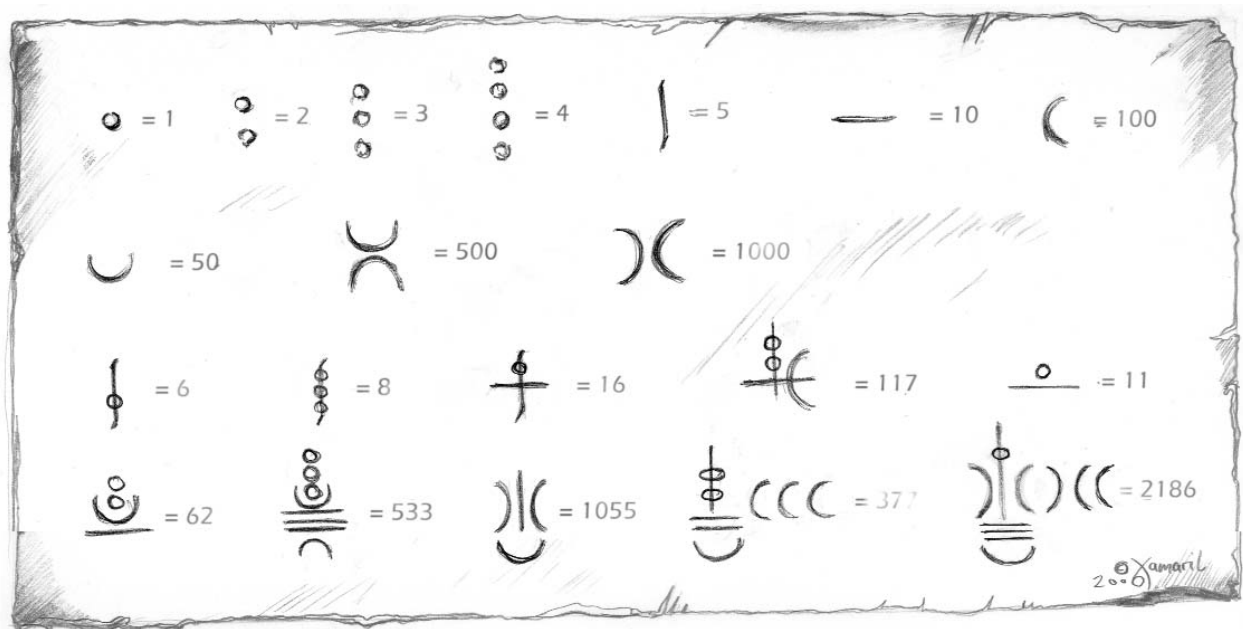 = 1 = 2 = 3 = 4 = 5 = 10 = 100
= 50 = 500 = 1000
= 6 = 8 = 16 = 117 = 11
= 62 = 533 = 1055 = 377 = 2186
© Xamaril
2006